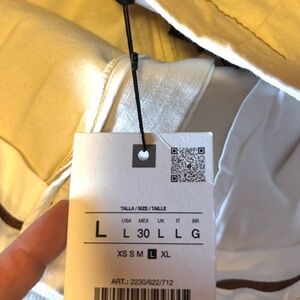 TALLA / SIZE / TAILLE
USA MEX UK IT BR
L L 30 L L G
XS S M L XL
ART.: 2230/622/712